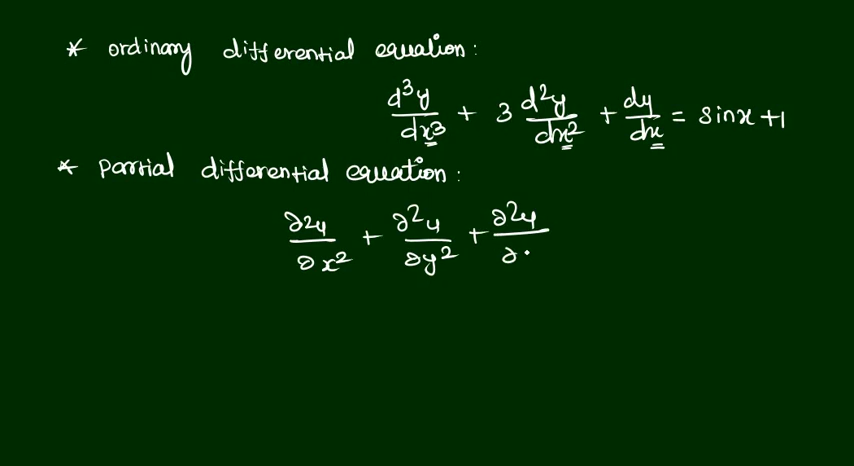 * ordinary differential equation:
d³y/dx³ + 3 d²y/dx² + dy/dx = sinx+1
* Partial differential equation:
∂²u/∂x² + ∂²u/∂y² + ∂²u/∂